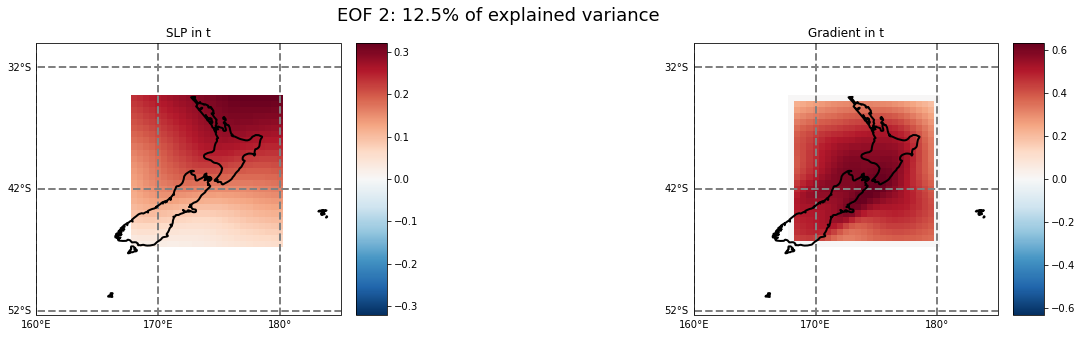 EOF 2: 12.5% of explained variance
SLP in t
32°S
42°S
52°S
160°E
170°E
180°
0.3
0.2
0.1
0.0
−0.1
−0.2
−0.3
Gradient in t
32°S
42°S
52°S
160°E
170°E
180°
0.6
0.4
0.2
0.0
−0.2
−0.4
−0.6